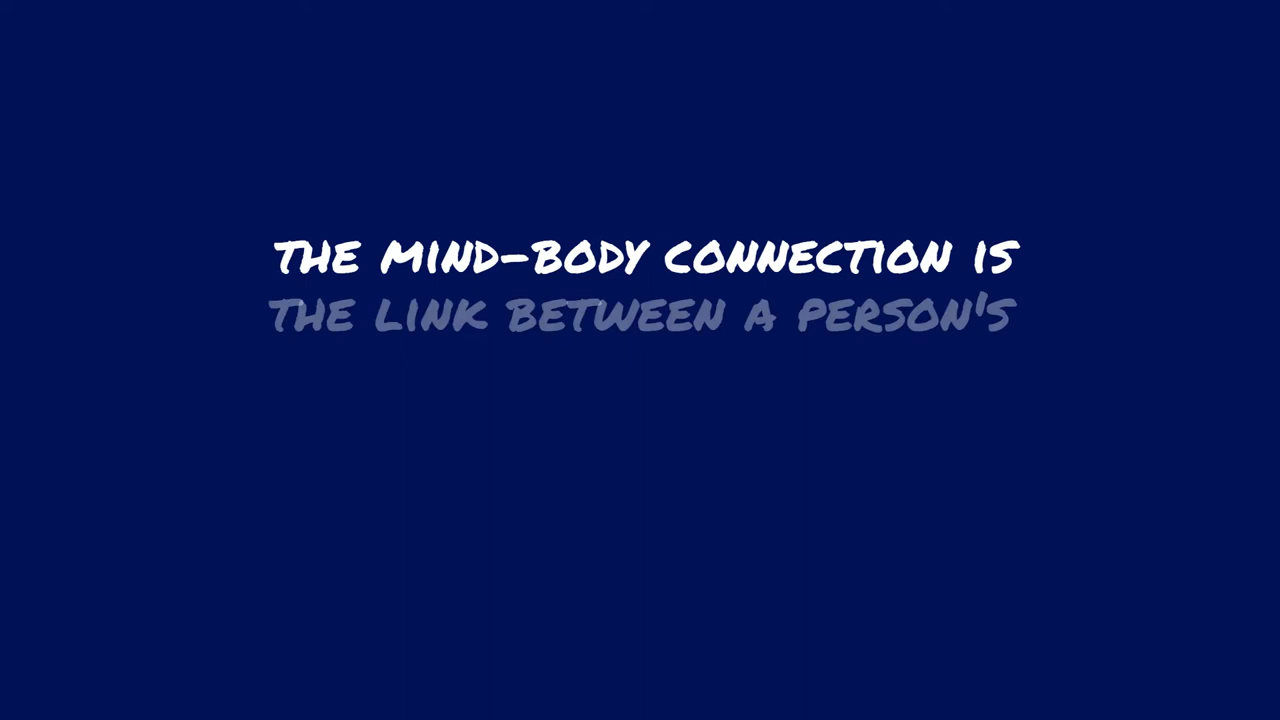 THE MIND-BODY CONNECTION IS
THE LINK BETWEEN A PERSON'S